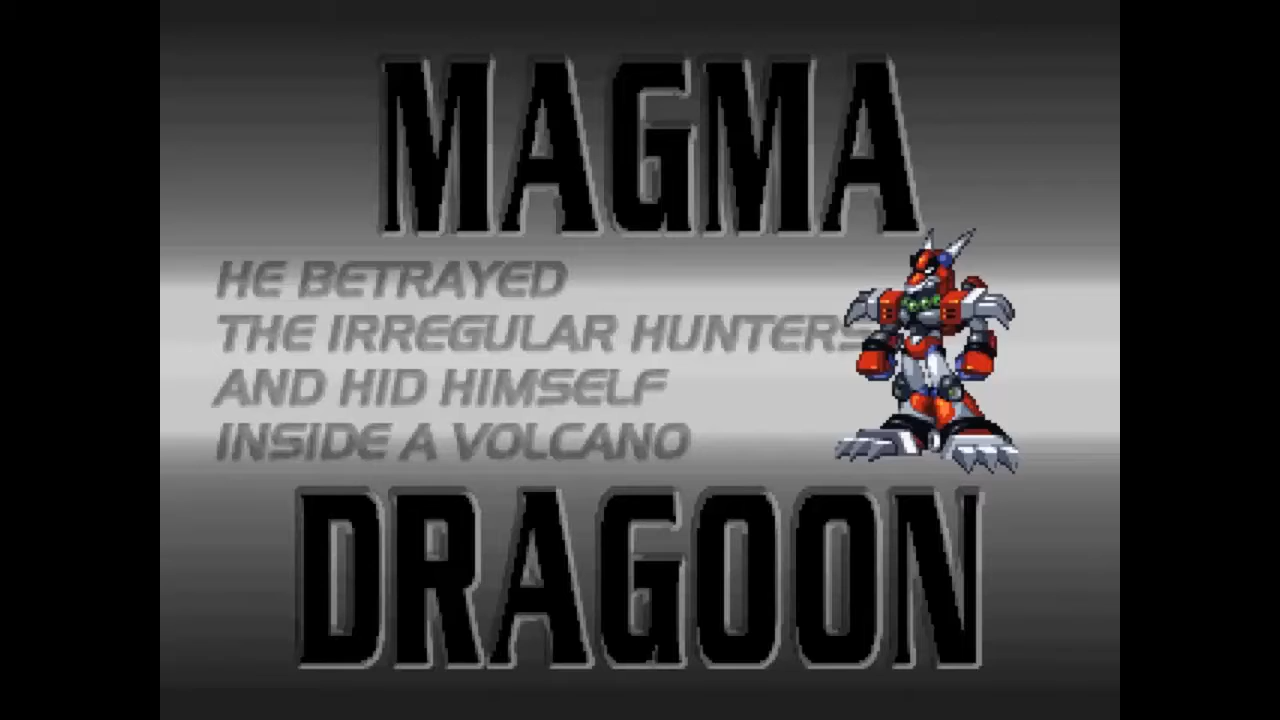 MAGMA
HE BETRAYED
THE IRREGULAR HUNTERS
AND HID HIMSELF
INSIDE A VOLCANO
DRAGOON